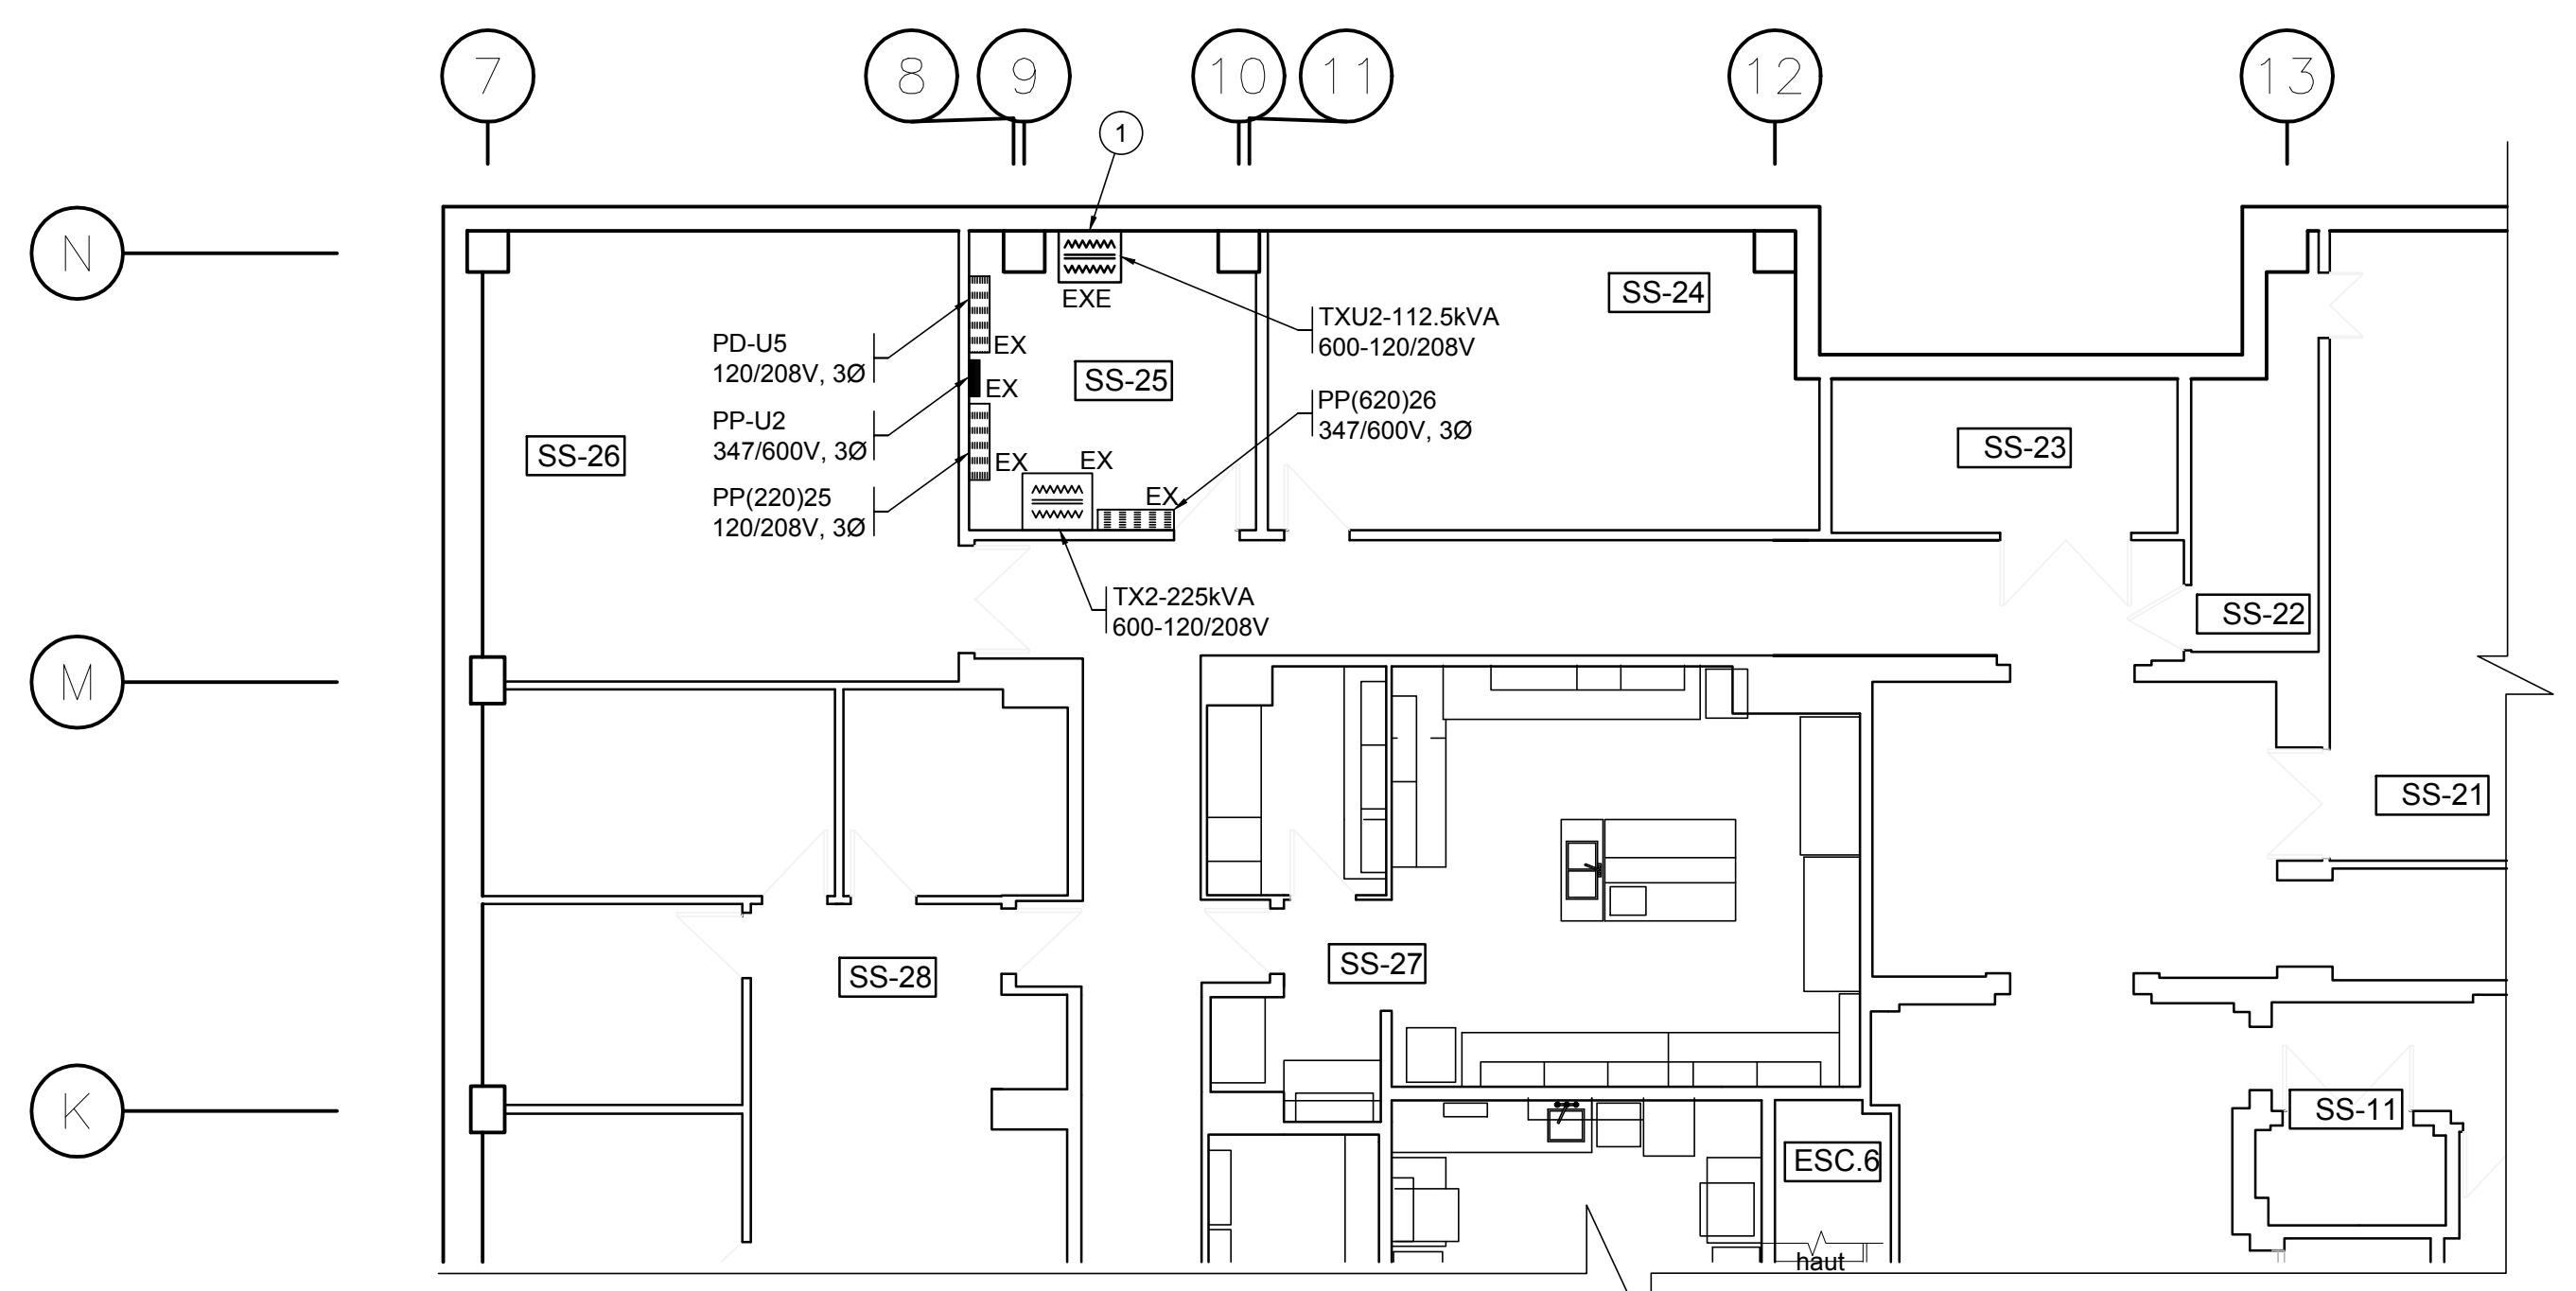 7
8
9
10
11
12
13
1
N
EXE
SS-24
TXU2-112.5kVA
600-120/208V
PD-U5
120/208V, 3Ø
EX
SS-25
EX
PP-U2
347/600V, 3Ø
PP(620)26
347/600V, 3Ø
SS-26
SS-23
EX
EX
PP(220)25
120/208V, 3Ø
EX
TX2-225kVA
600-120/208V
SS-22
M
SS-21
SS-28
SS-27
K
SS-11
ESC.6
haut